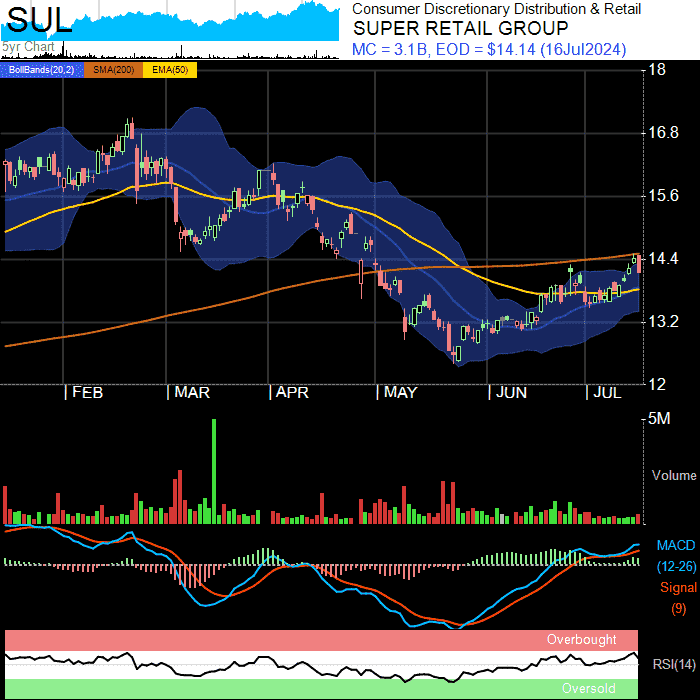 SUL
5yr Chart
Consumer Discretionary Distribution & Retail
SUPER RETAIL GROUP
MC = 3.1B, EOD = $14.14 (16Jul2024)
BollBands(20,2) SMA(200) EMA(50)
18
16.8
15.6
14.4
13.2
12
FEB MAR APR MAY JUN JUL
5M
Volume
MACD
(12-26)
Signal
(9)
Overbought
RSI(14)
Oversold